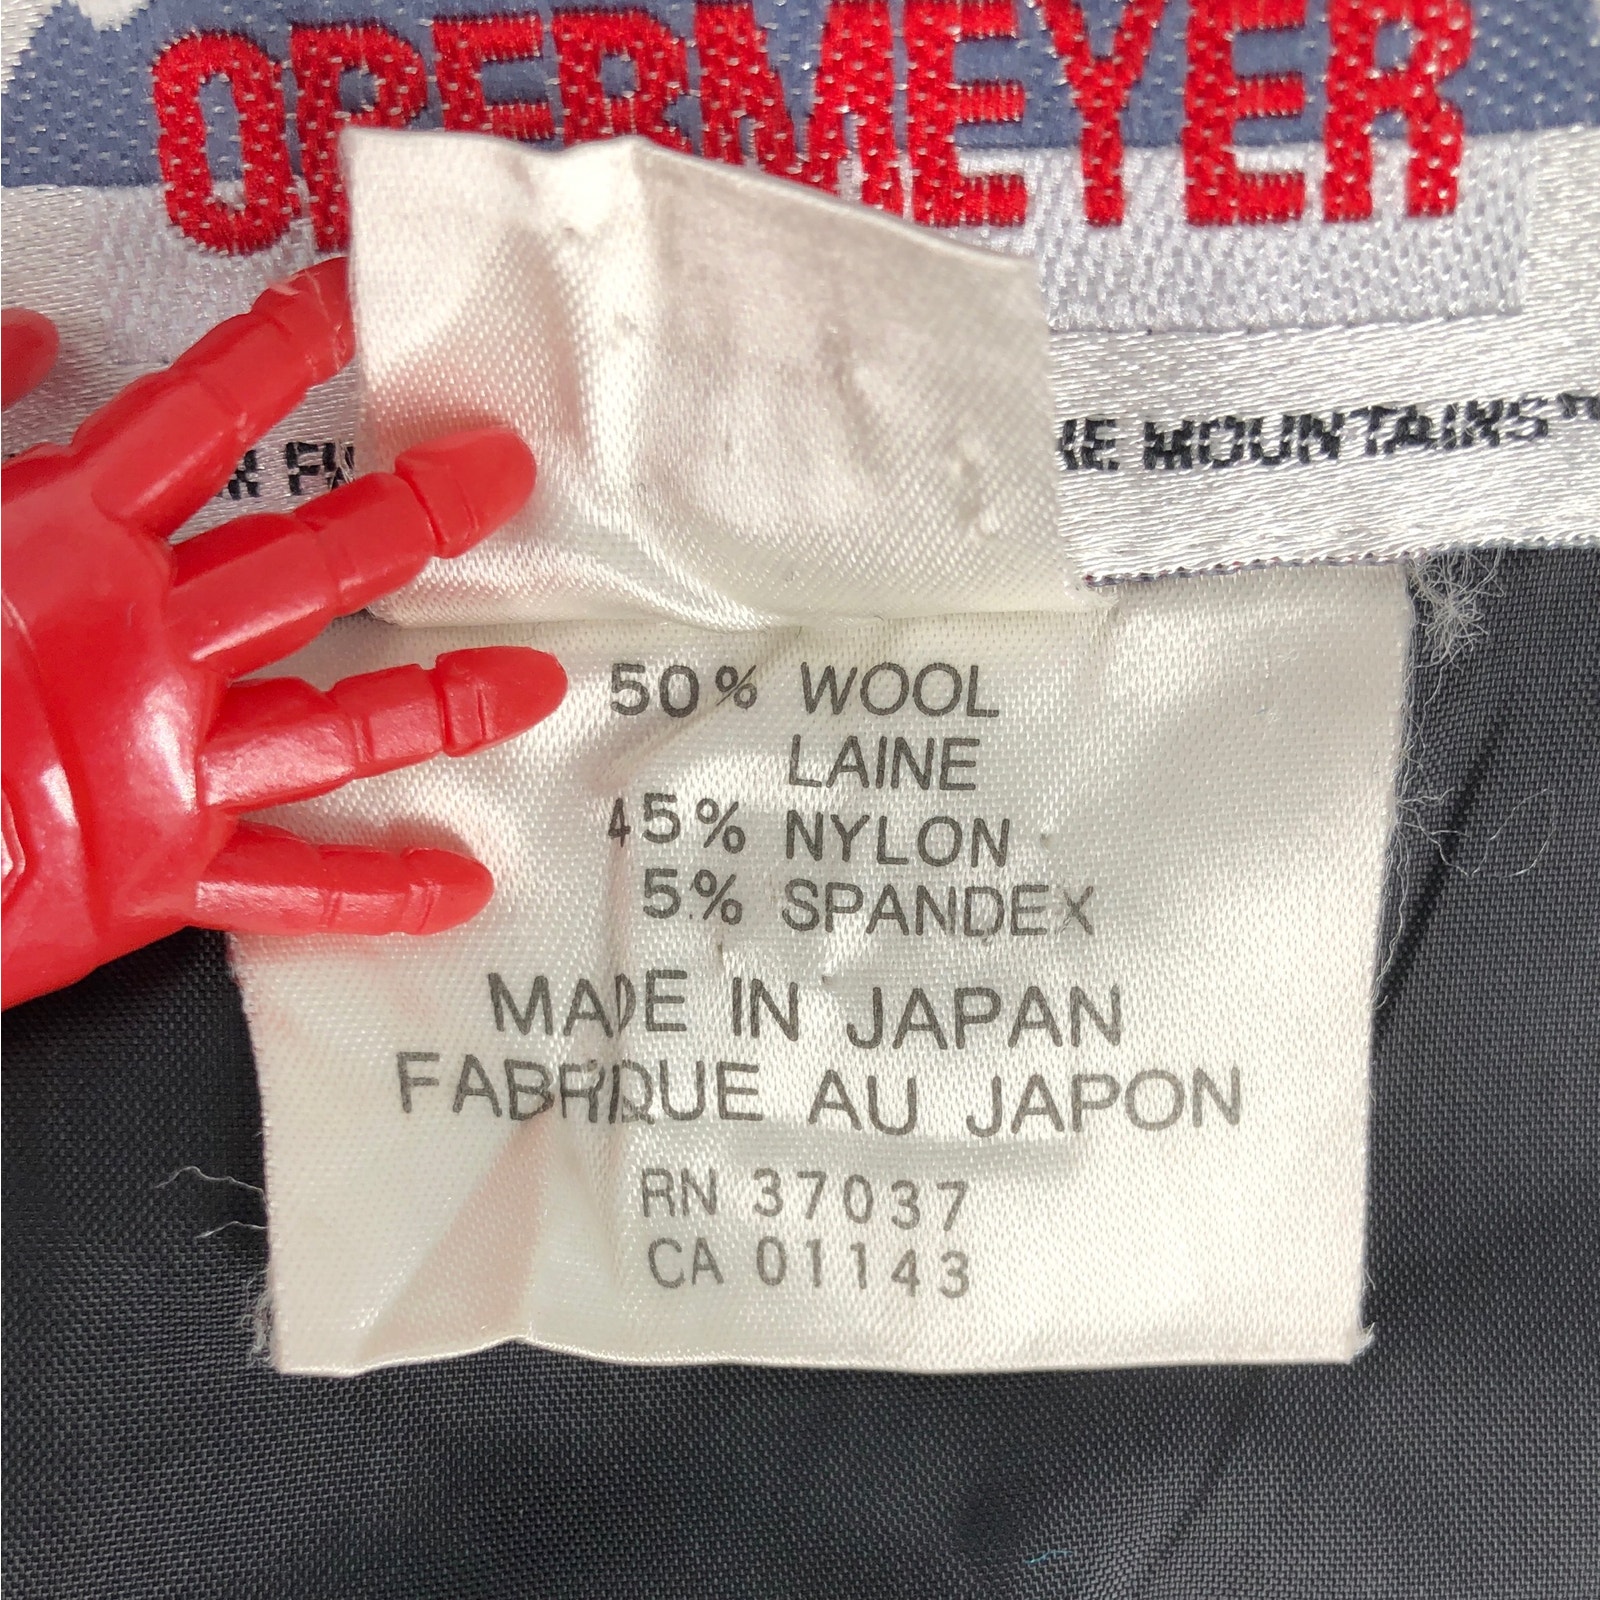 OBERMEYER
NE MOUNTAINS
50% WOOL
LAINE
45% NYLON
5% SPANDEX
MADE IN JAPAN
FABRIQUE AU JAPON
RN 37037
CA 01143